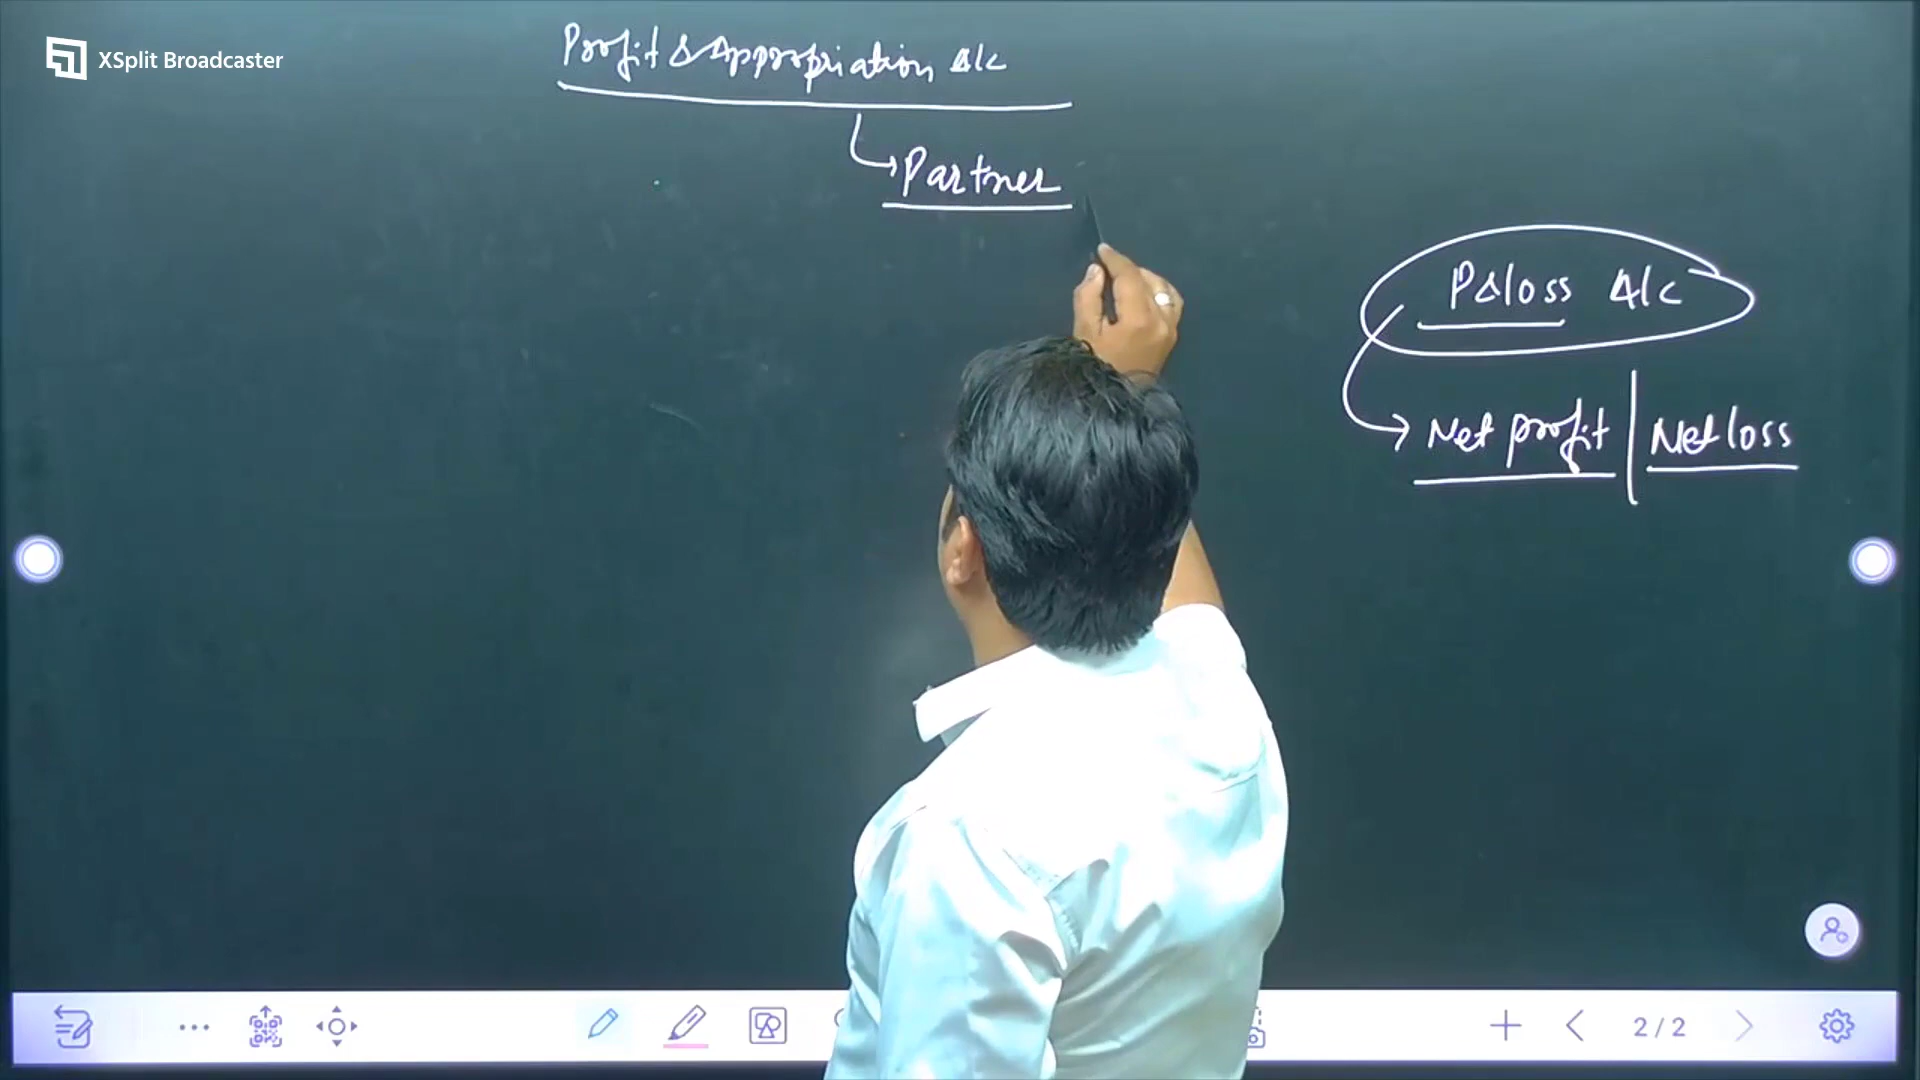 XSplit Broadcaster
Profit & Appropriation A/c
Partner
P&loss A/c
Net profit | Net loss
2/2